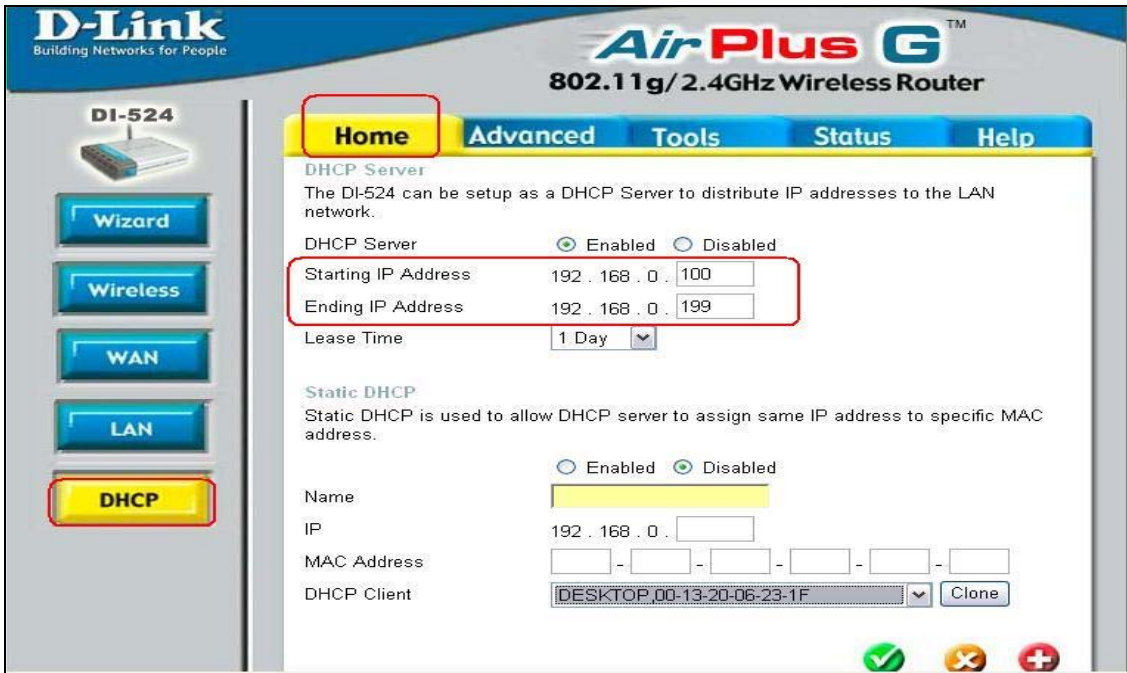 D-Link
Building Networks for People
Air Plus G™
802.11g/2.4GHz Wireless Router
DI-524
Home Advanced Tools Status Help
Wizard
Wireless
WAN
LAN
DHCP
DHCP Server
The DI-524 can be setup as a DHCP Server to distribute IP addresses to the LAN
network.
DHCP Server Enabled Disabled
Starting IP Address 192 . 168 . 0 . 100
Ending IP Address 192 . 168 . 0 . 199
Lease Time 1 Day
Static DHCP
Static DHCP is used to allow DHCP server to assign same IP address to specific MAC
address.
Enabled Disabled
Name
IP 192 . 168 . 0 .
MAC Address - - - - -
DHCP Client DESKTOP,00-13-20-06-23-1F Clone